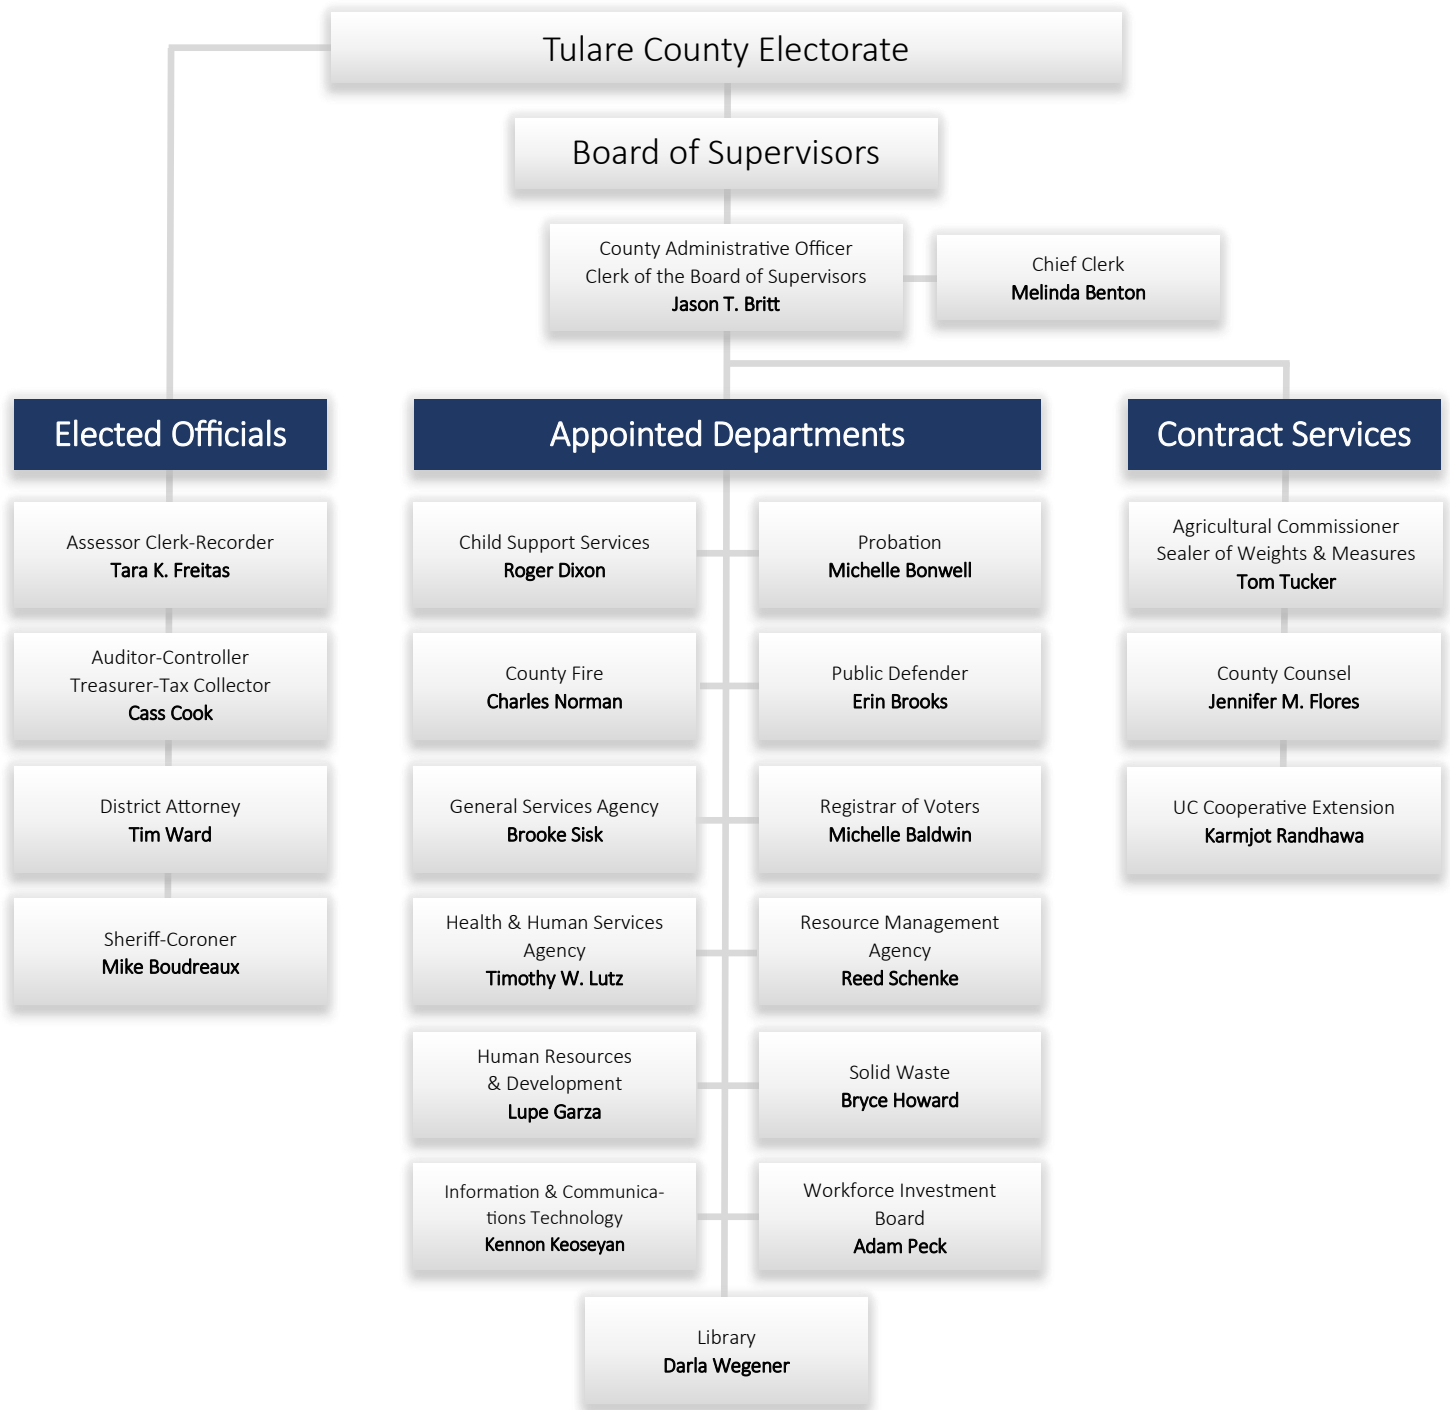 Tulare County Electorate
Board of Supervisors
County Administrative Officer
Clerk of the Board of Supervisors
Jason T. Britt
Chief Clerk
Melinda Benton
Elected Officials
Assessor Clerk-Recorder
Tara K. Freitas
Auditor-Controller
Treasurer-Tax Collector
Cass Cook
District Attorney
Tim Ward
Sheriff-Coroner
Mike Boudreaux
Appointed Departments
Child Support Services
Roger Dixon
Probation
Michelle Bonwell
County Fire
Charles Norman
Public Defender
Erin Brooks
General Services Agency
Brooke Sisk
Registrar of Voters
Michelle Baldwin
Health & Human Services
Agency
Timothy W. Lutz
Resource Management
Agency
Reed Schenke
Human Resources
& Development
Lupe Garza
Solid Waste
Bryce Howard
Information & Communica-
tions Technology
Kennon Keoseyan
Workforce Investment
Board
Adam Peck
Library
Darla Wegener
Contract Services
Agricultural Commissioner
Sealer of Weights & Measures
Tom Tucker
County Counsel
Jennifer M. Flores
UC Cooperative Extension
Karmjot Randhawa